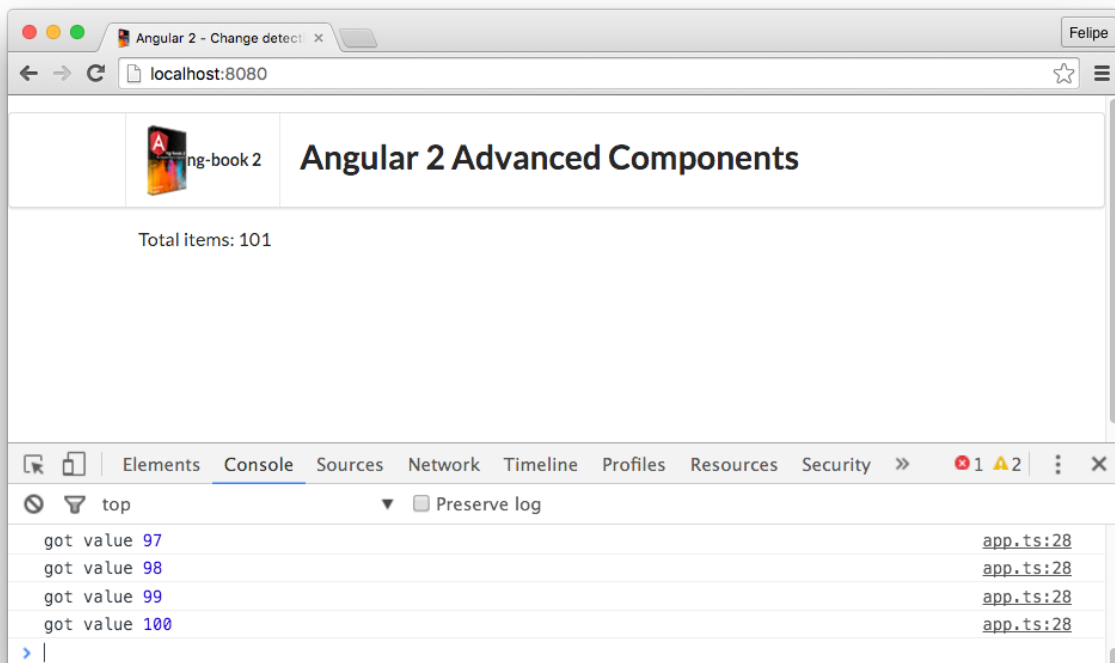 Angular 2 - Change detecti
Felipe
localhost:8080
ng-book 2
Angular 2 Advanced Components
Total items: 101
Elements Console Sources Network Timeline Profiles Resources Security » 1 2
top Preserve log
got value 97 app.ts:28
got value 98 app.ts:28
got value 99 app.ts:28
got value 100 app.ts:28